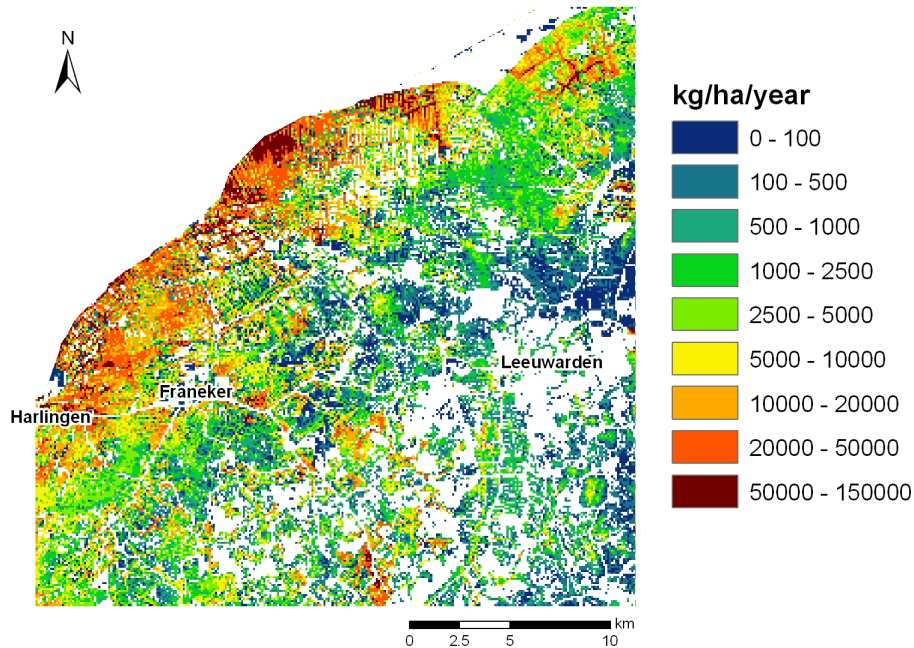 N
kg/ha/year
0 - 100
100 - 500
500 - 1000
1000 - 2500
2500 - 5000
5000 - 10000
10000 - 20000
20000 - 50000
50000 - 150000
Leeuwarden
Franeker
Harlingen
km
0 2.5 5 10